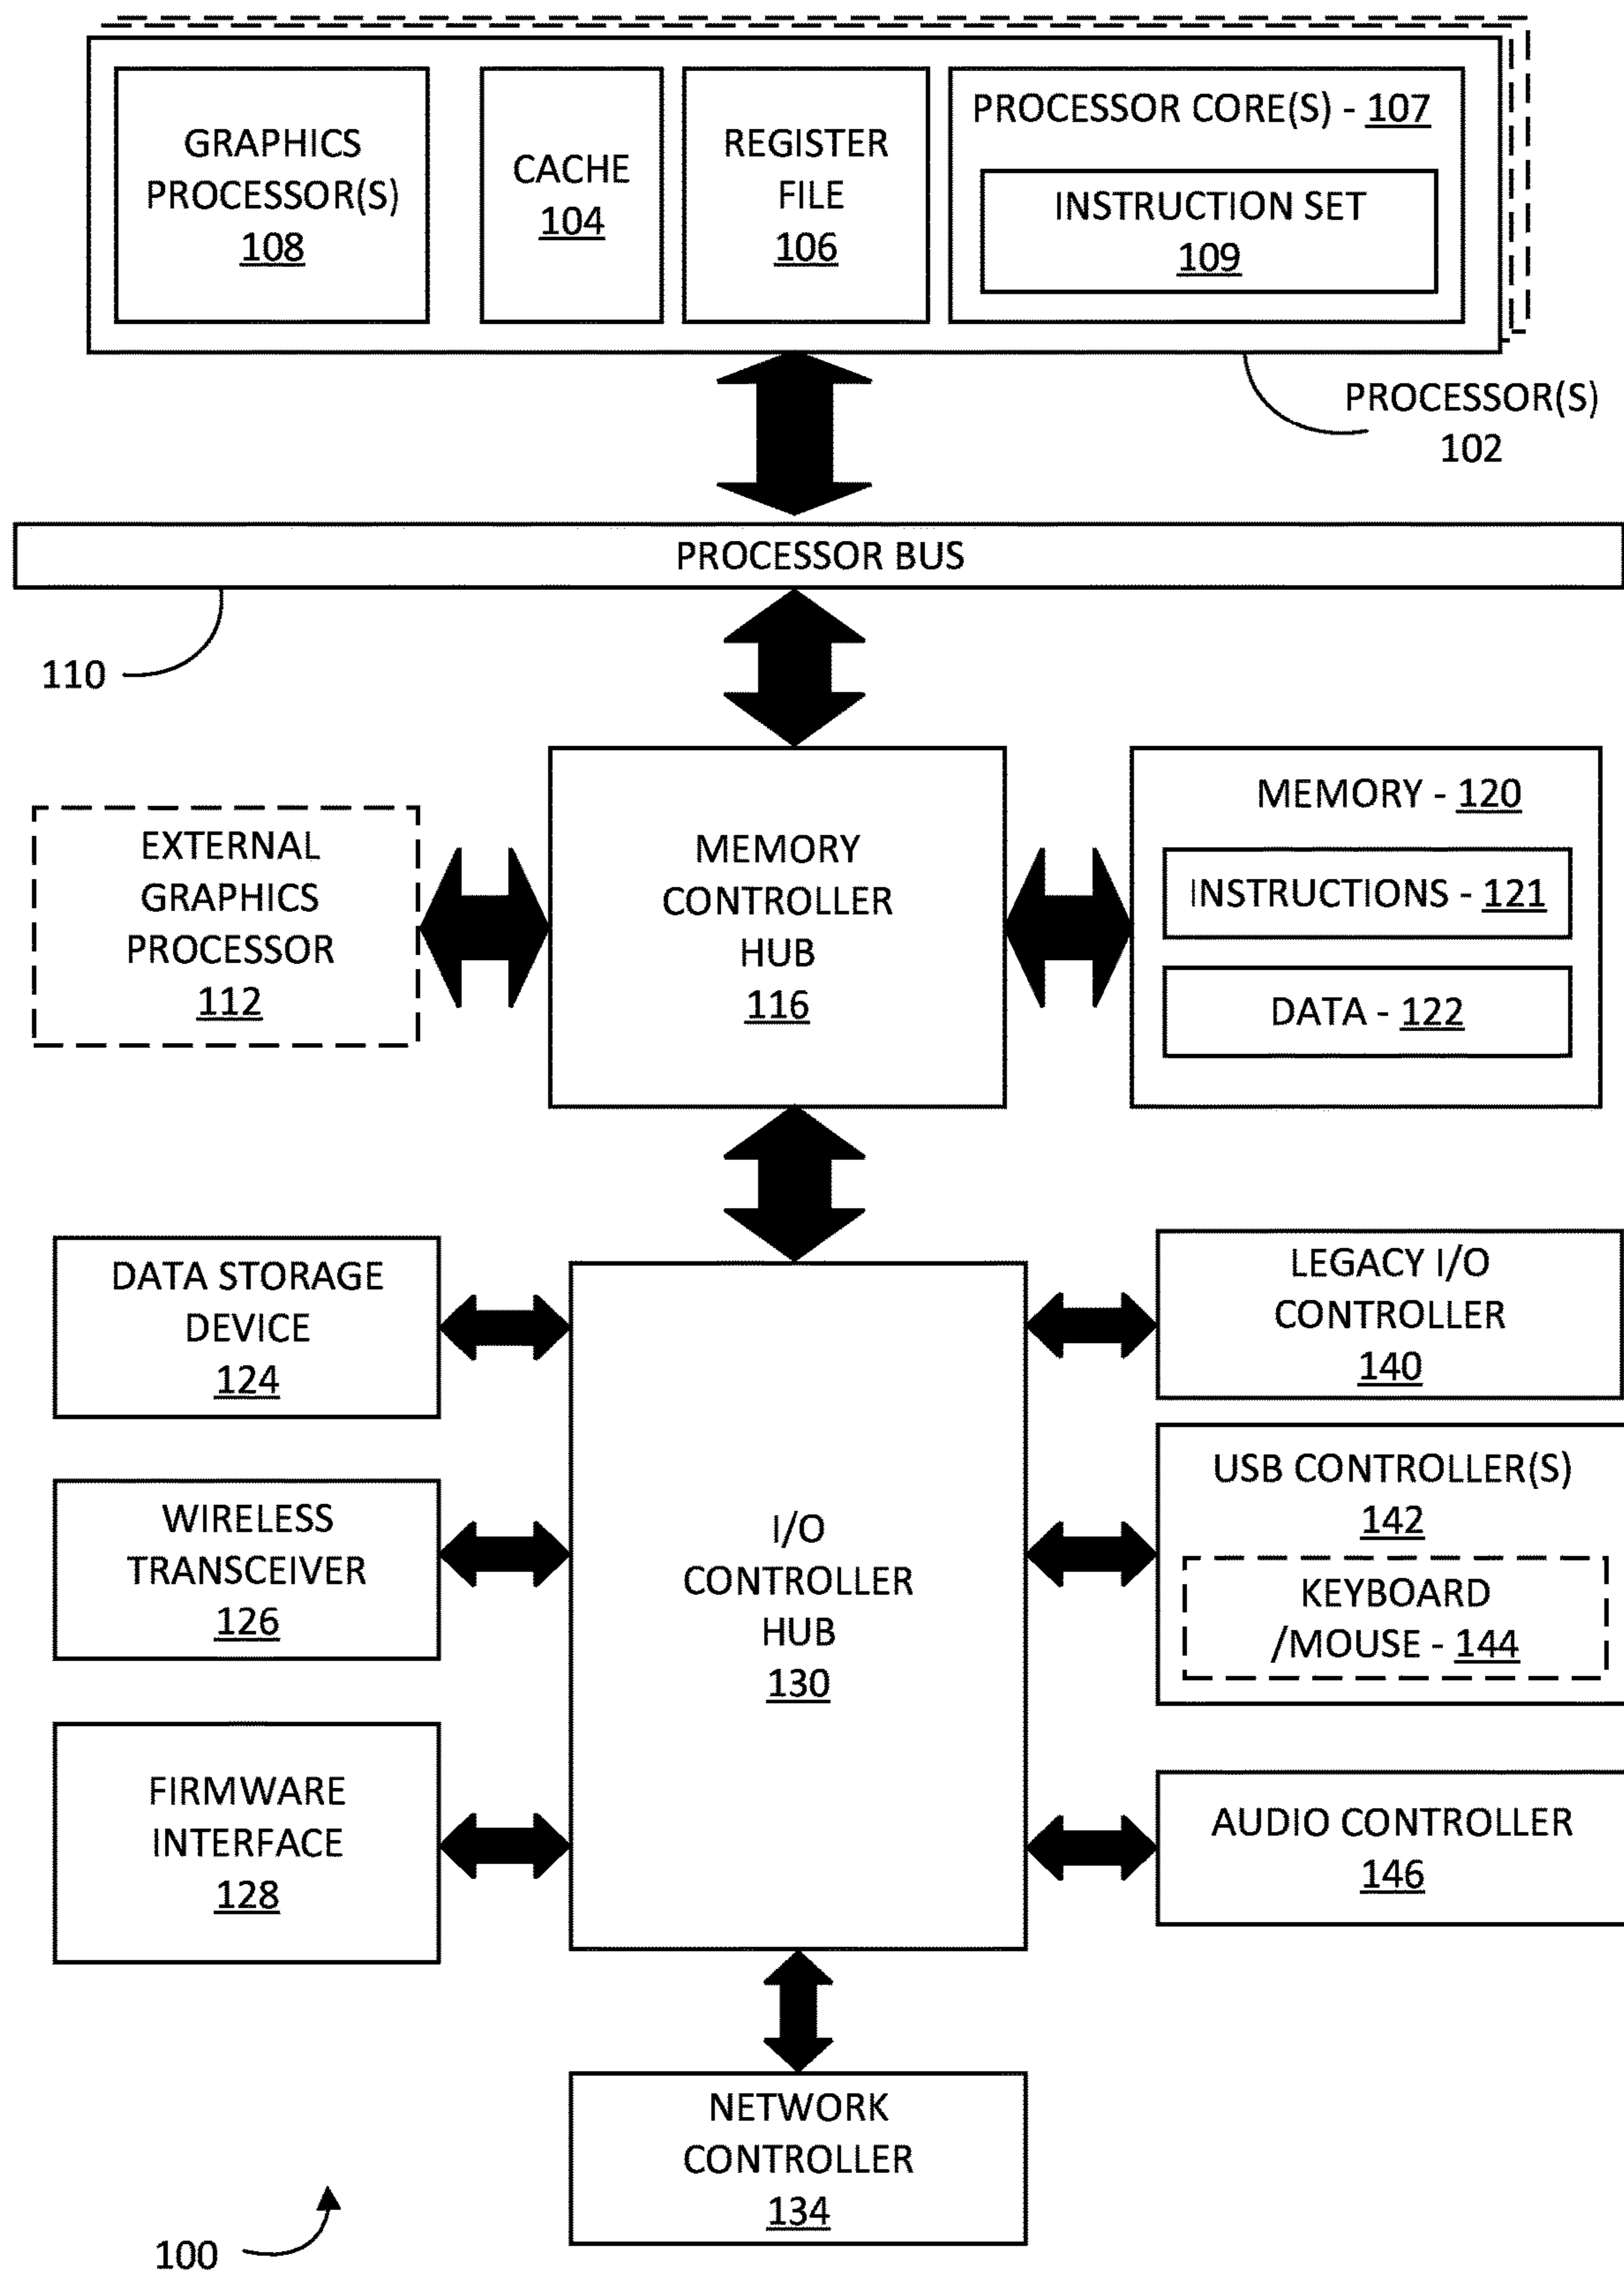 GRAPHICS
PROCESSOR(S)
108
CACHE
104
REGISTER
FILE
106
PROCESSOR CORE(S) - 107
INSTRUCTION SET
109
PROCESSOR(S)
102
PROCESSOR BUS
110
EXTERNAL
GRAPHICS
PROCESSOR
112
MEMORY
CONTROLLER
HUB
116
MEMORY - 120
INSTRUCTIONS - 121
DATA - 122
DATA STORAGE
DEVICE
124
WIRELESS
TRANSCEIVER
126
FIRMWARE
INTERFACE
128
I/O
CONTROLLER
HUB
130
LEGACY I/O
CONTROLLER
140
USB CONTROLLER(S)
142
KEYBOARD
/MOUSE - 144
AUDIO CONTROLLER
146
NETWORK
CONTROLLER
134
100